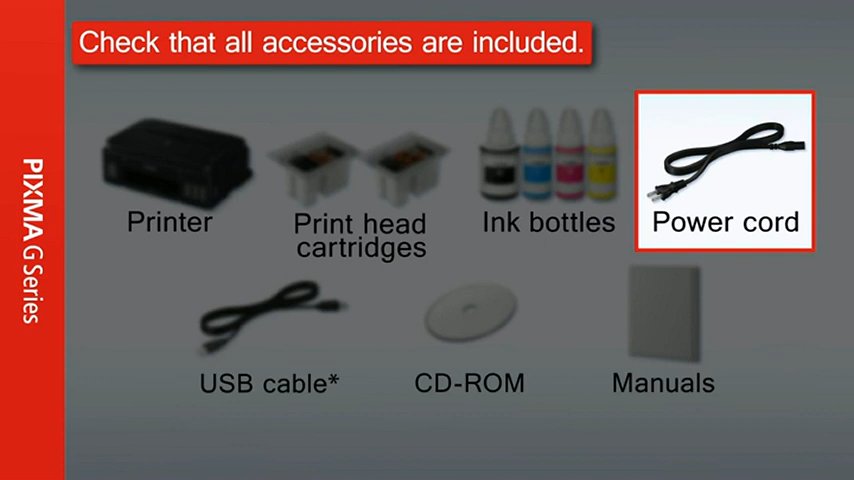 Check that all accessories are included.
PIXMA G Series
Printer
Print head
cartridges
Ink bottles
Power cord
USB cable*
CD-ROM
Manuals